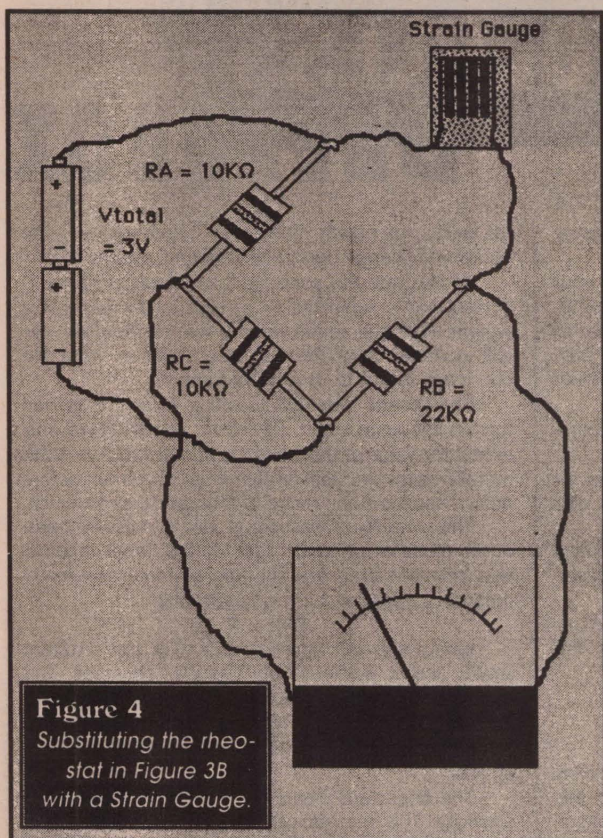 Strain Gauge
RA = 10KΩ
+
Vtotal
= 3V
−
+
−
RC =
10KΩ
RB =
22KΩ
Figure 4
Substituting the rheo-
stat in Figure 3B
with a Strain Gauge.